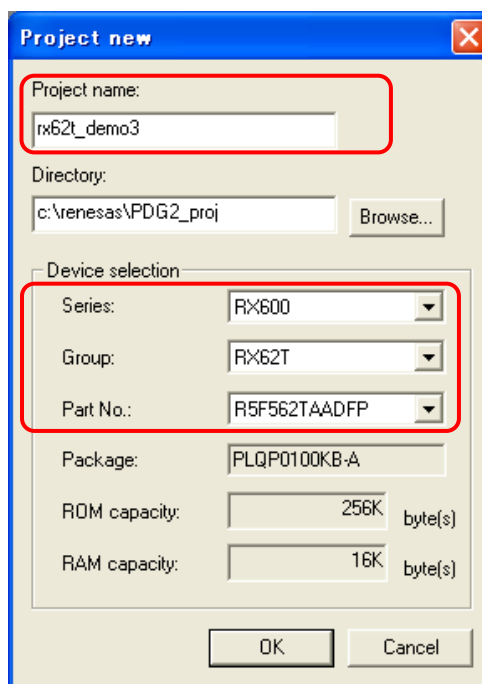 Project new
Project name:
rx62t_demo3
Directory:
c:\renesas\PDG2_proj
Browse...
Device selection
Series: RX600
Group: RX62T
Part No.: R5F562TAADFP
Package: PLQP0100KB-A
ROM capacity: 256K byte(s)
RAM capacity: 16K byte(s)
OK Cancel